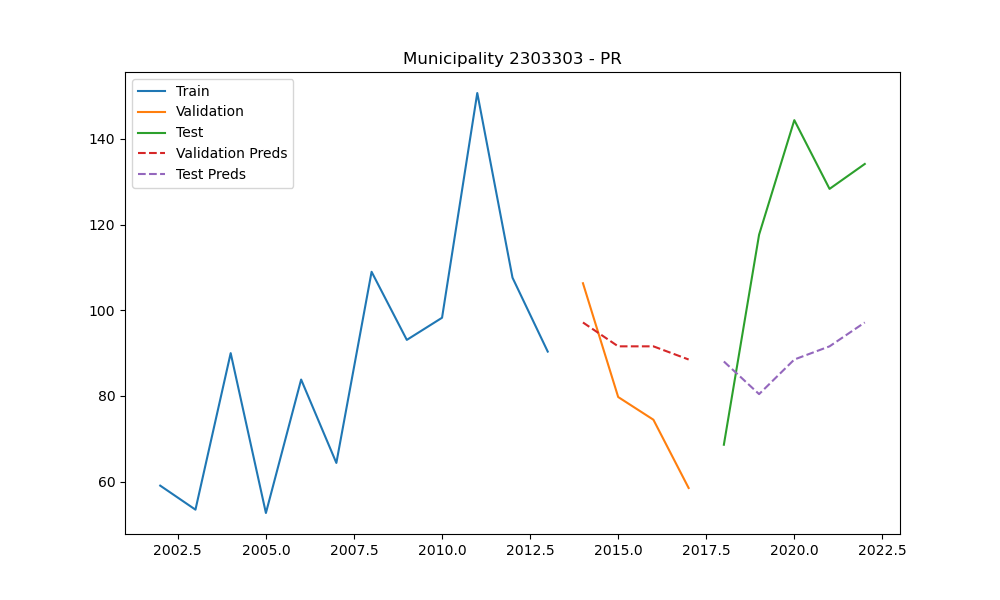 Municipality 2303303 - PR
Train
Validation
Test
Validation Preds
Test Preds
140
120
100
80
60
2002.5 2005.0 2007.5 2010.0 2012.5 2015.0 2017.5 2020.0 2022.5